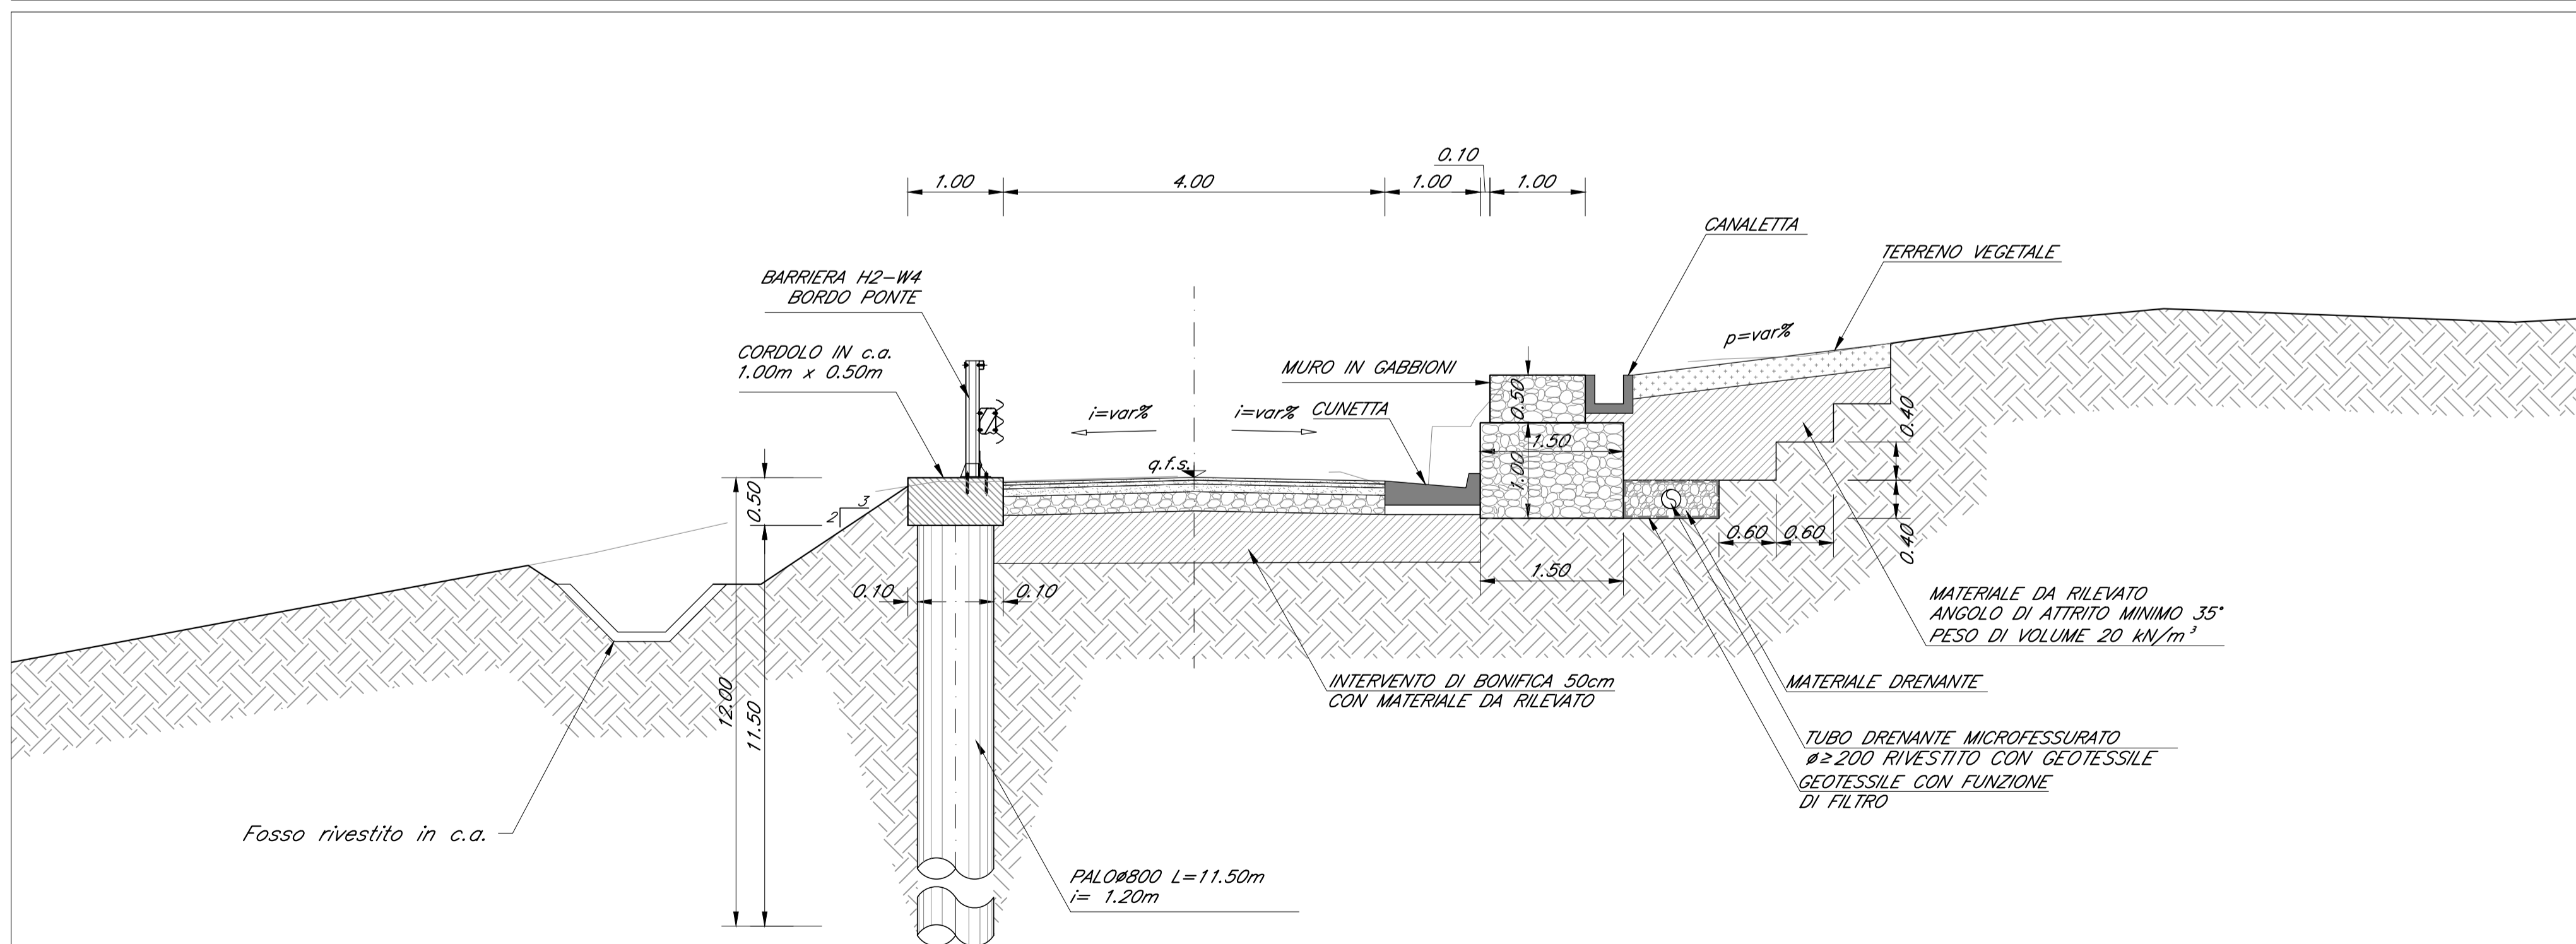 0.10
1.00
4.00
1.00
1.00
CANALETTA
TERRENO VEGETALE
BARRIERA H2-W4
BORDO PONTE
p=var%
CORDOLO IN c.a.
1.00m x 0.50m
MURO IN GABBIONI
0.50
i=var%
i=var%
CUNETTA
0.40
1.50
q.f.s.
1.00
0.50
3
2
0.60
0.60
0.40
1.50
0.10
0.10
MATERIALE DA RILEVATO
ANGOLO DI ATTRITO MINIMO 35°
PESO DI VOLUME 20 kN/m³
12.00
11.50
INTERVENTO DI BONIFICA 50cm
CON MATERIALE DA RILEVATO
MATERIALE DRENANTE
TUBO DRENANTE MICROFESSURATO
ø≥200 RIVESTITO CON GEOTESSILE
GEOTESSILE CON FUNZIONE
DI FILTRO
Fosso rivestito in c.a.
PALOø800 L=11.50m
i= 1.20m